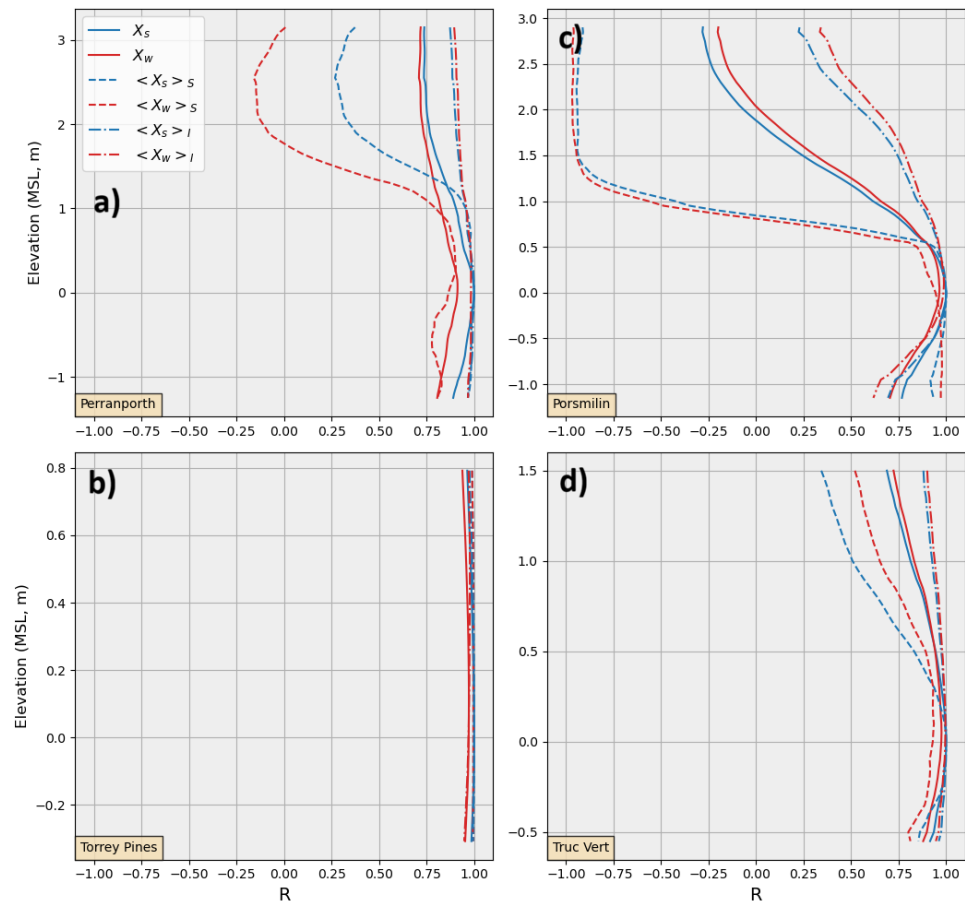 X_s
X_w
< X_s >_S
< X_w >_S
< X_s >_I
< X_w >_I
a)
Elevation (MSL, m)
3
2
1
0
−1
Perranporth
−1.00 −0.75 −0.50 −0.25 0.00 0.25 0.50 0.75 1.00
c)
3.0
2.5
2.0
1.5
1.0
0.5
0.0
−0.5
−1.0
Porsmilin
−1.00 −0.75 −0.50 −0.25 0.00 0.25 0.50 0.75 1.00
b)
Elevation (MSL, m)
0.8
0.6
0.4
0.2
0.0
−0.2
Torrey Pines
−1.00 −0.75 −0.50 −0.25 0.00 0.25 0.50 0.75 1.00
R
d)
1.5
1.0
0.5
0.0
−0.5
Truc Vert
−1.00 −0.75 −0.50 −0.25 0.00 0.25 0.50 0.75 1.00
R